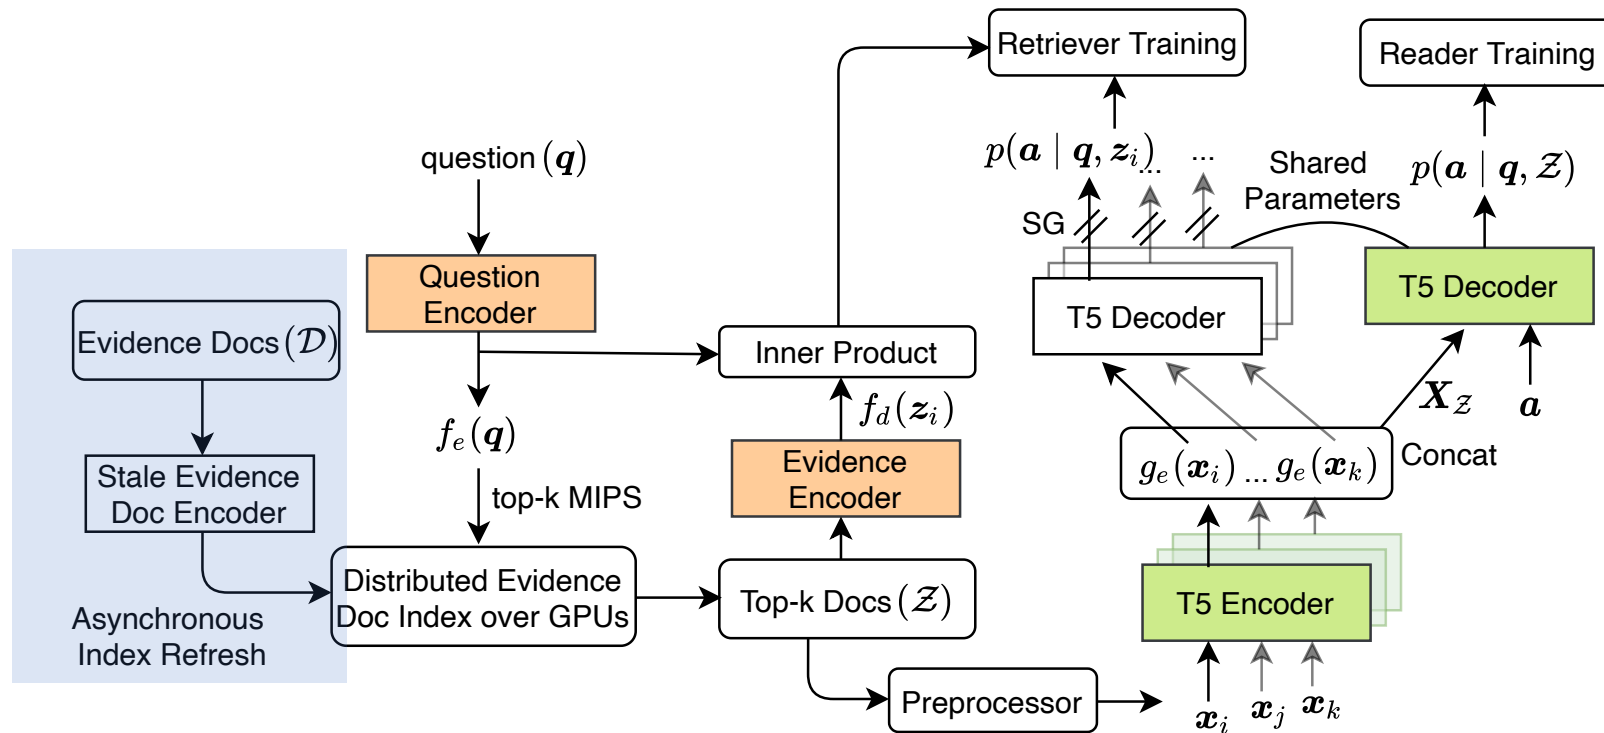 Retriever Training
Reader Training
question (q)
p(a | q, z_i)
...
...
Shared
Parameters
p(a | q, Z)
SG
Question
Encoder
T5 Decoder
T5 Decoder
Evidence Docs (D)
Inner Product
f_e(q)
f_d(z_i)
X_Z
a
Stale Evidence
Doc Encoder
top-k MIPS
Evidence
Encoder
g_e(x_i) ... g_e(x_k)
Concat
Distributed Evidence
Doc Index over GPUs
Top-k Docs (Z)
T5 Encoder
Asynchronous
Index Refresh
Preprocessor
x_i x_j x_k